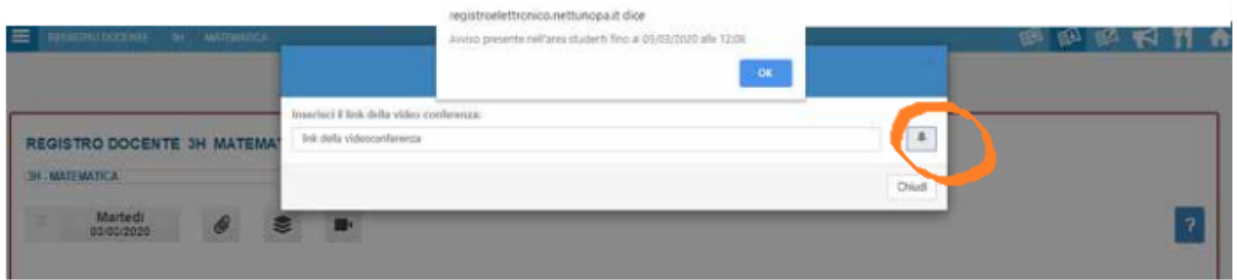 registroelettronico.nettunopa.it dice
Avviso presente nell'area studenti fino al 03/03/2020 alle 12:06
OK
REGISTRO DOCENTE 3H MATEMATICA
Inserisci il link della video conferenza:
link della videoconferenza
Chiudi
REGISTRO DOCENTE 3H MATEMA
3H - MATEMATICA
Martedì
03/03/2020
?